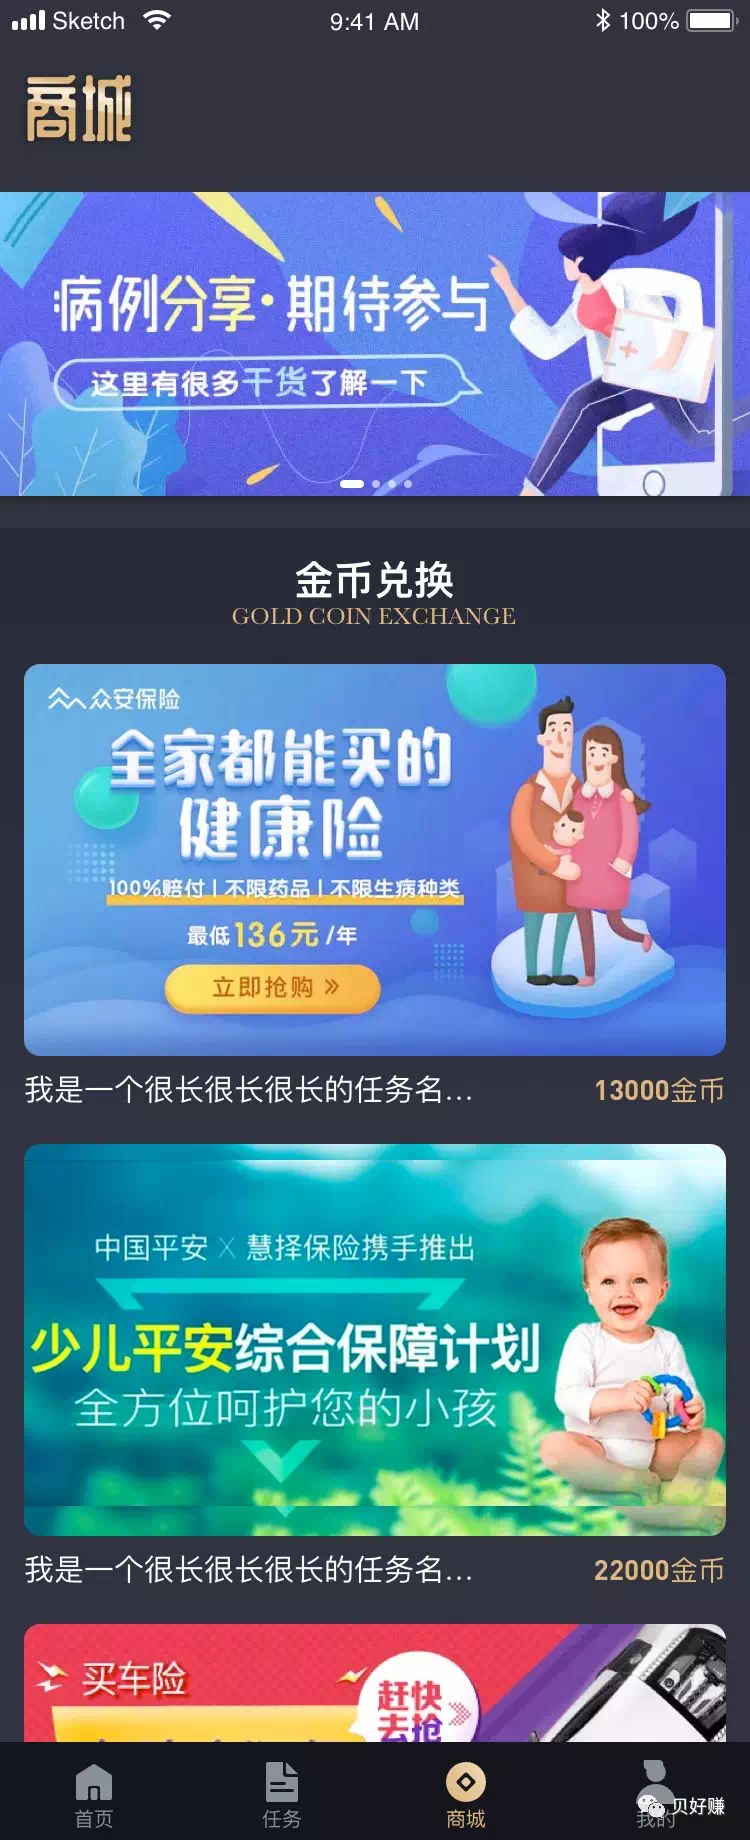 Sketch 9:41 AM 100%
商城
病例分享·期待参与
这里有很多干货了解一下
金币兑换
GOLD COIN EXCHANGE
众安保险
全家都能买的
健康险
100%赔付 | 不限药品 | 不限生病种类
最低136元/年
立即抢购 »
我是一个很长很长很长的任务名... 13000金币
中国平安 X 慧择保险携手推出
少儿平安综合保障计划
全方位呵护您的小孩
我是一个很长很长很长的任务名... 22000金币
买车险
赶快
去抢
首页 任务 商城 我的
贝好赚